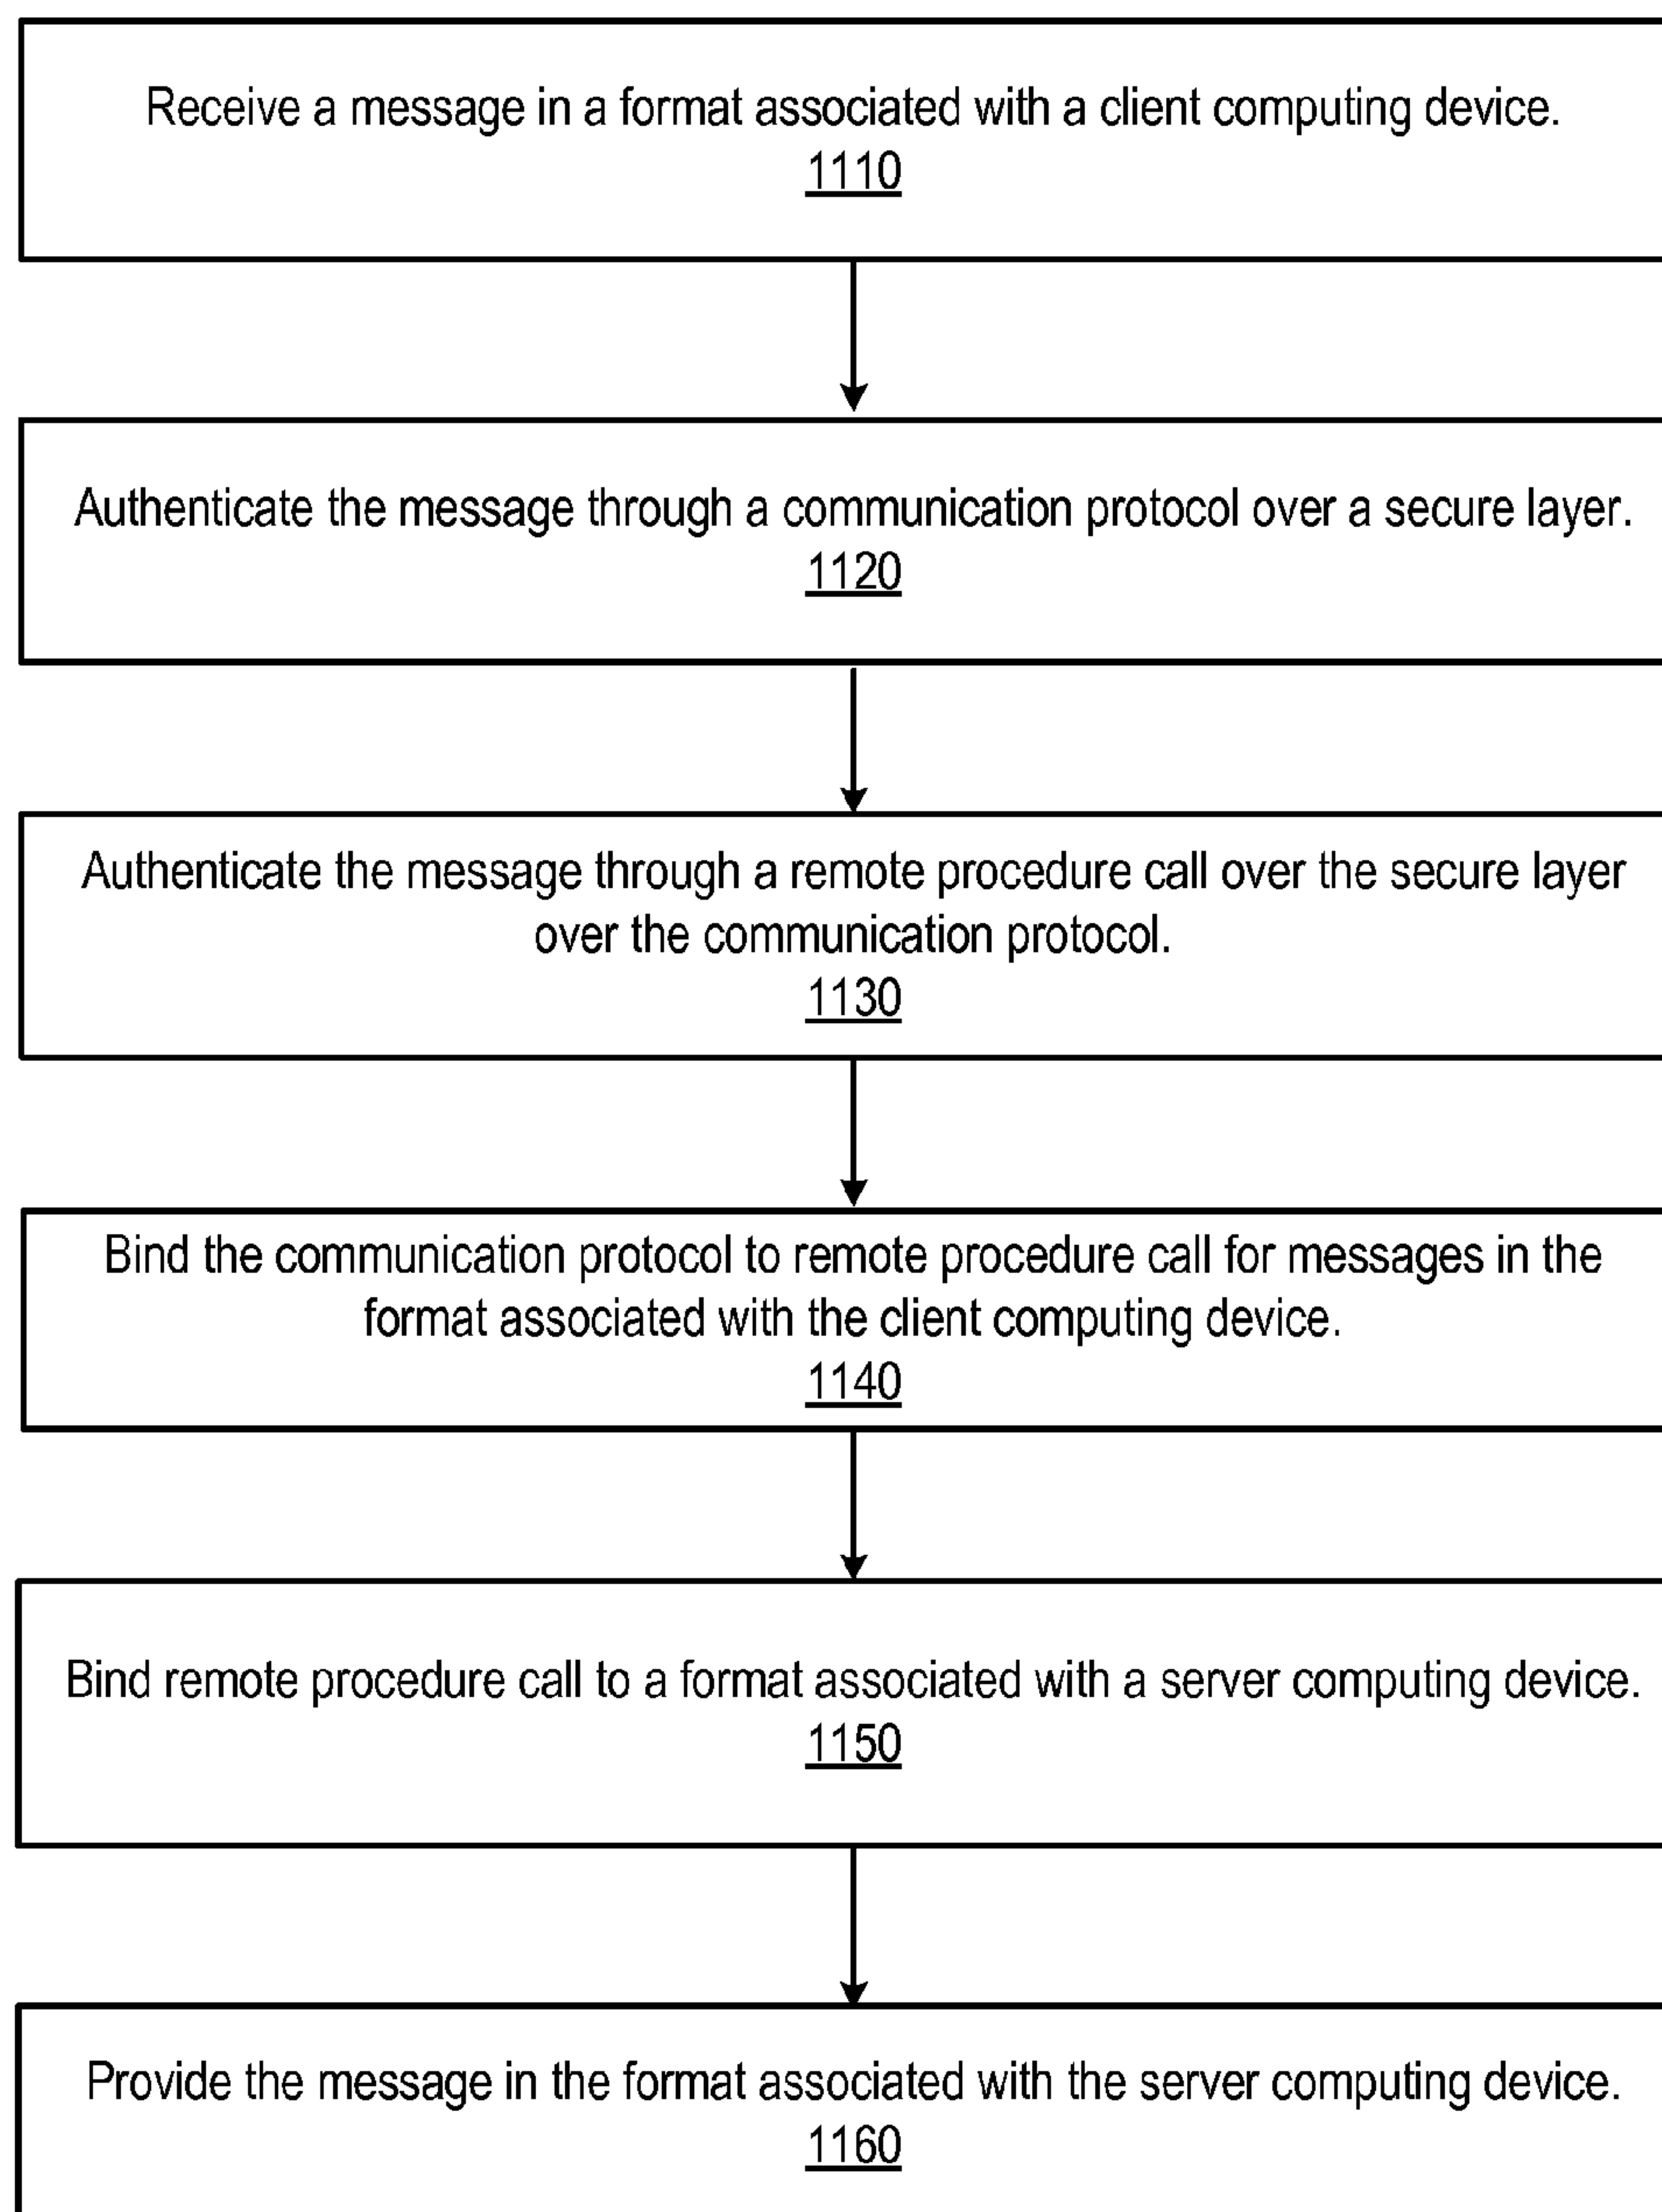 Receive a message in a format associated with a client computing device.
1110
Authenticate the message through a communication protocol over a secure layer.
1120
Authenticate the message through a remote procedure call over the secure layer
over the communication protocol.
1130
Bind the communication protocol to remote procedure call for messages in the
format associated with the client computing device.
1140
Bind remote procedure call to a format associated with a server computing device.
1150
Provide the message in the format associated with the server computing device.
1160